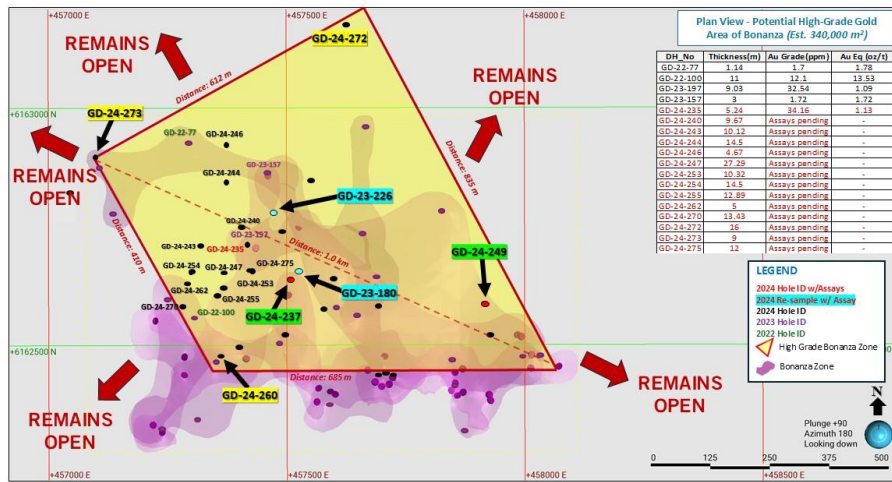 +457000 E
+457500 E
+458000 E
Plan View - Potential High-Grade Gold
Area of Bonanza (Est. 340,000 m²)
DH_No Thickness(m) Au Grade(ppm) Au Eq (oz/t)
GD-22-77 1.14 1.7 1.78
GD-22-100 11 12.1 13.53
GD-23-197 9.03 32.54 1.09
GD-23-157 3 1.72 1.72
GD-24-235 5.24 34.16 1.13
GD-24-240 9.67 Assays pending -
GD-24-243 10.12 Assays pending -
GD-24-244 14.5 Assays pending -
GD-24-246 4.67 Assays pending -
GD-24-247 27.29 Assays pending -
GD-24-253 10.32 Assays pending -
GD-24-254 14.5 Assays pending -
GD-24-255 12.89 Assays pending -
GD-24-262 5 Assays pending -
GD-24-270 13.43 Assays pending -
GD-24-272 16 Assays pending -
GD-24-273 9 Assays pending -
GD-24-275 12 Assays pending -
GD-24-272
REMAINS
OPEN
Distance: 612 m
REMAINS
OPEN
6163000 N
GD-24-273
GD-22-77
GD-24-246
GD-23-157
GD-24-244
REMAINS
OPEN
Distance: 835 m
GD-23-226
GD-24-240
GD-23-197
GD-24-243
GD-24-235
Distance: 1.0 km
Distance: 410 m
GD-24-249
GD-24-254
GD-24-247
GD-24-275
GD-24-253
GD-23-180
GD-24-262
GD-24-255
GD-24-270
GD-22-100
GD-24-237
6162500 N
Distance: 685 m
GD-24-260
REMAINS
OPEN
REMAINS
OPEN
LEGEND
2024 Hole ID w/Assays
2024 Re-sample w/ Assay
2024 Hole ID
2023 Hole ID
2022 Hole ID
High Grade Bonanza Zone
Bonanza Zone
N
Plunge +90
Azimuth 180
Looking down
0 125 250 375 500
+457000 E
+457500 E
+458000 E
+458500 E